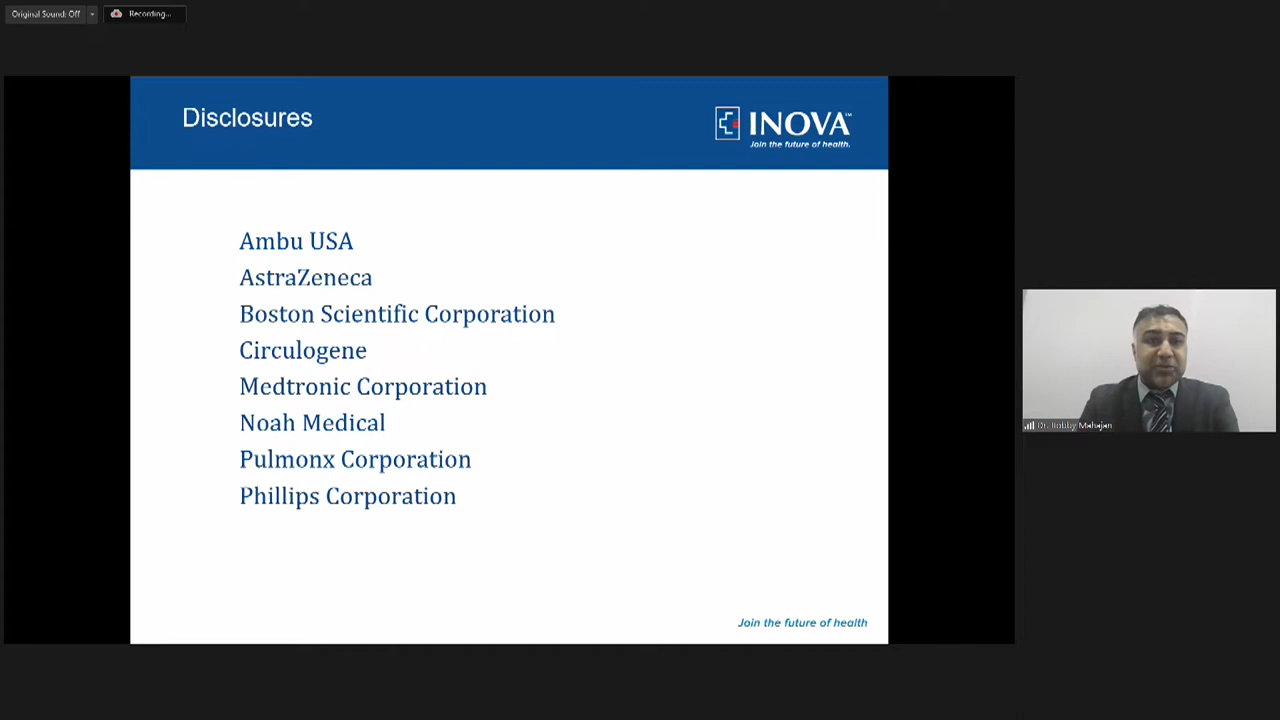 Original Sound: Off
Recording...
Disclosures
INOVA™
Join the future of health.
Ambu USA
AstraZeneca
Boston Scientific Corporation
Circulogene
Medtronic Corporation
Noah Medical
Pulmonx Corporation
Phillips Corporation
Dr. Bobby Mahajan
Join the future of health